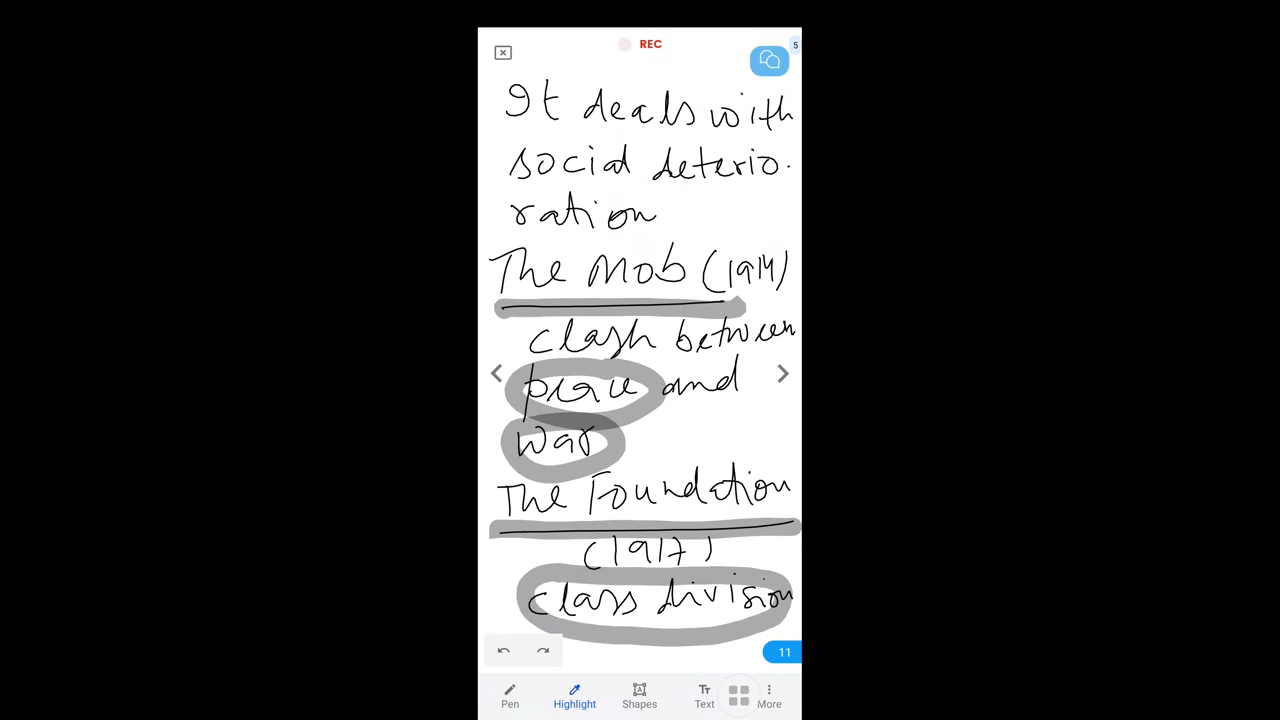 REC
5
It deals with
social deterio.
ration
The Mob (1914)
clash between
peace and
war
The Foundation
(1917)
class division
11
Pen Highlight Shapes Text More